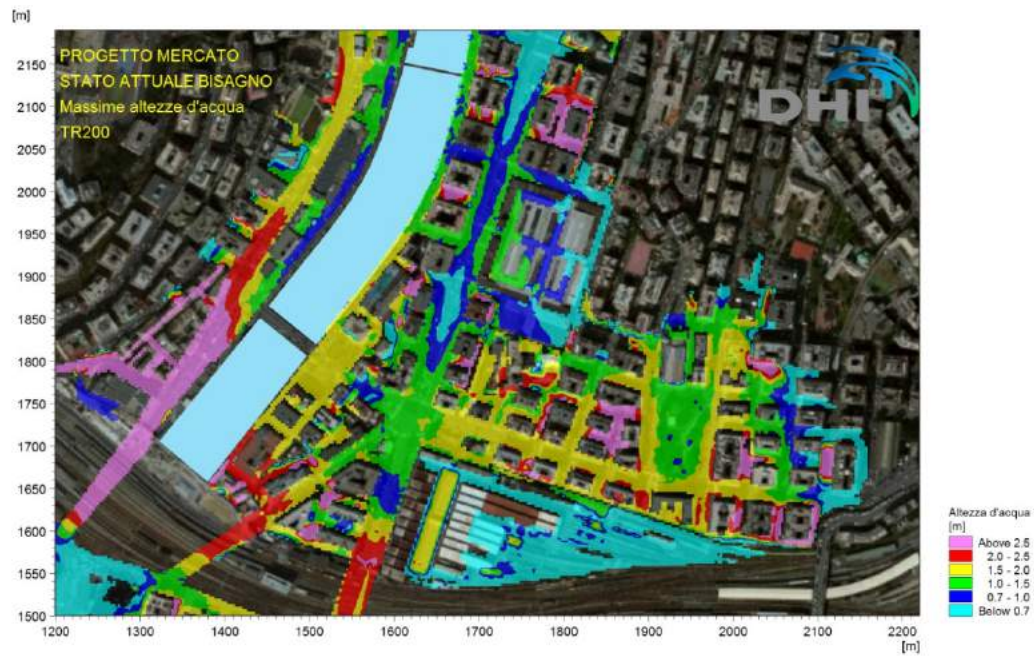 [m]
PROGETTO MERCATO
STATO ATTUALE BISAGNO
Massime altezze d'acqua
TR200
DHI
2150
2100
2050
2000
1950
1900
1850
1800
1750
1700
1650
1600
1550
1500
1200 1300 1400 1500 1600 1700 1800 1900 2000 2100 2200
[m]
Altezza d'acqua
[m]
Above 2.5
2.0 - 2.5
1.5 - 2.0
1.0 - 1.5
0.7 - 1.0
Below 0.7